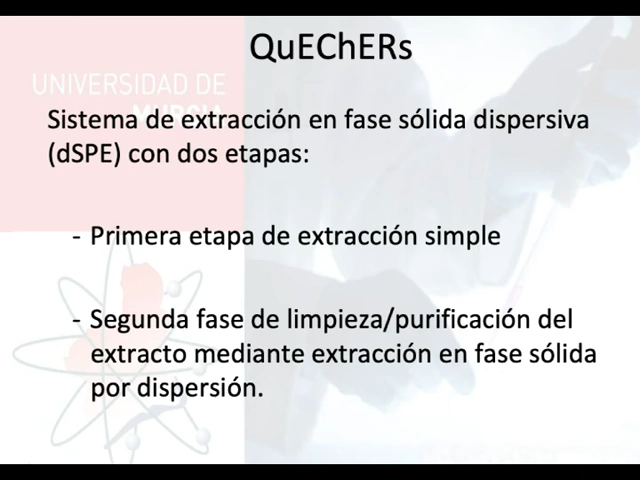 QuEChERs
UNIVERSIDAD DE
MURCIA
Sistema de extracción en fase sólida dispersiva
(dSPE) con dos etapas:
- Primera etapa de extracción simple
- Segunda fase de limpieza/purificación del
extracto mediante extracción en fase sólida
por dispersión.